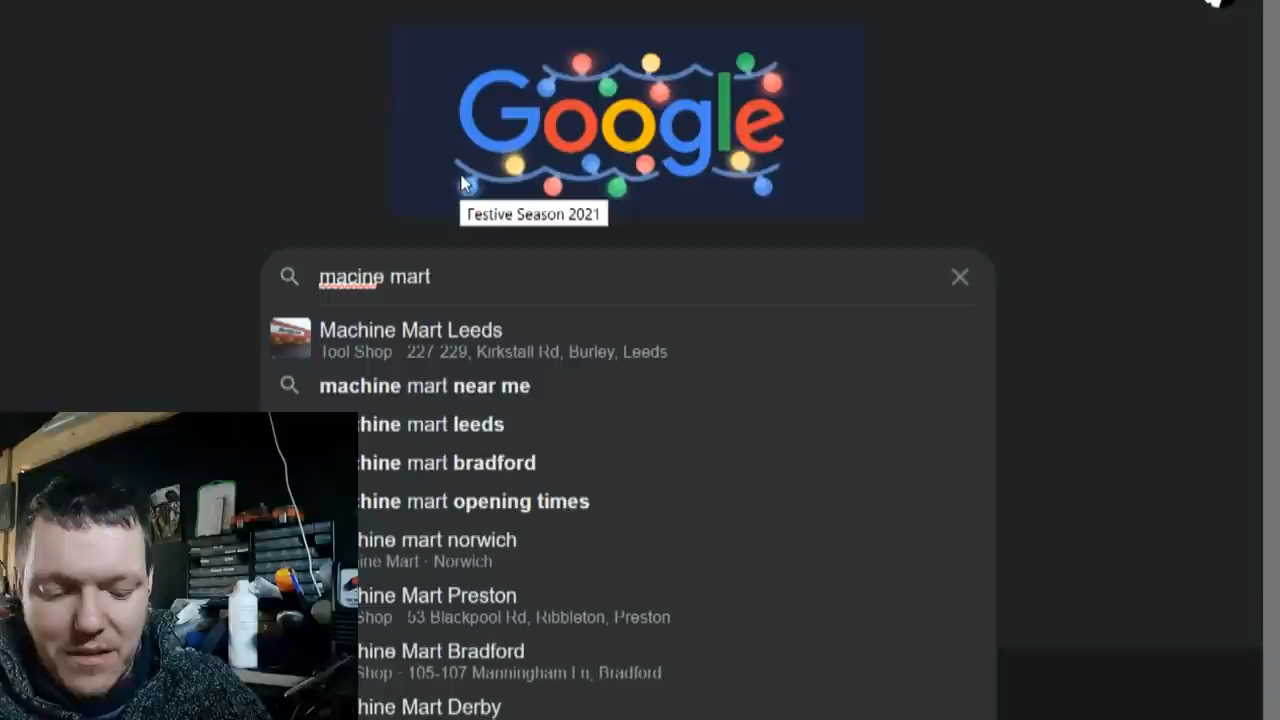 Google
Festive Season 2021
macine mart
Machine Mart Leeds
Tool Shop · 227 229, Kirkstall Rd, Burley, Leeds
machine mart near me
hine mart leeds
hine mart bradford
hine mart opening times
hine mart norwich
ine Mart · Norwich
hine Mart Preston
Shop · 53 Blackpool Rd, Ribbleton, Preston
hine Mart Bradford
Shop · 105-107 Manningham Ln, Bradford
hine Mart Derby